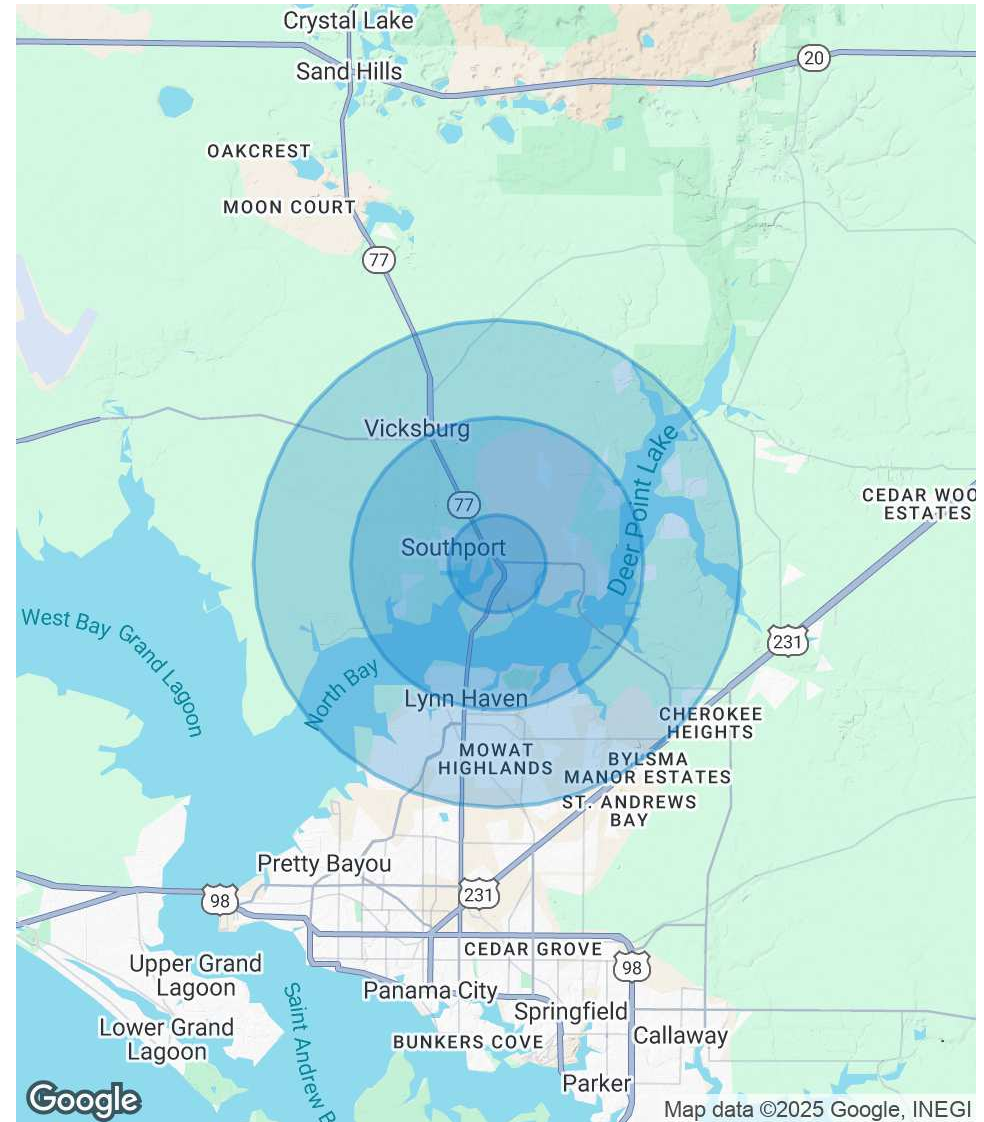 Crystal Lake
20
Sand Hills
OAKCREST
MOON COURT
77
Vicksburg
77
CEDAR WOO
ESTATES
Southport
Deer Point Lake
West Bay
Grand Lagoon
231
North Bay
Lynn Haven
CHEROKEE
HEIGHTS
MOWAT
HIGHLANDS
BYLSMA
MANOR ESTATES
ST. ANDREWS
BAY
Pretty Bayou
231
98
CEDAR GROVE
98
Upper Grand
Lagoon
Panama City
Saint Andrew B
Springfield
Lower Grand
Lagoon
BUNKERS COVE
Callaway
Parker
Google
Map data ©2025 Google, INEGI